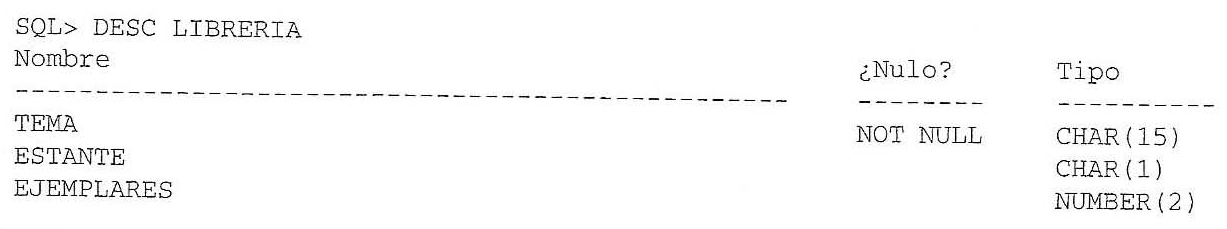 SQL> DESC LIBRERIA
Nombre ¿Nulo? Tipo
----------------------------------------------- -------- ----------
TEMA NOT NULL CHAR(15)
ESTANTE CHAR(1)
EJEMPLARES NUMBER(2)